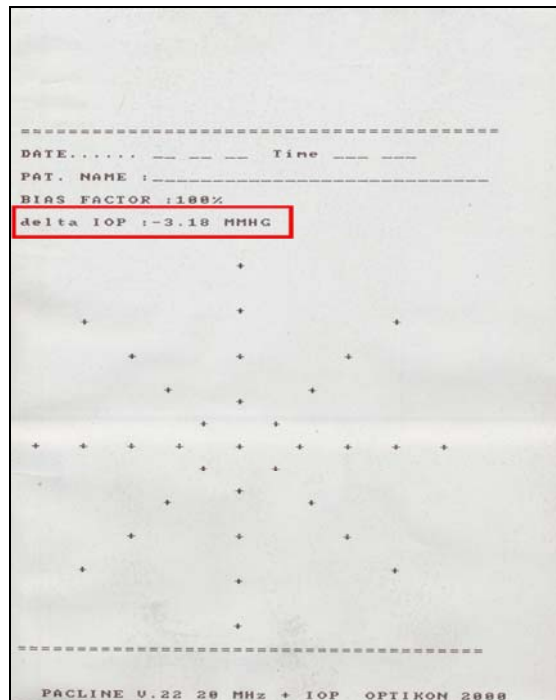 ================================================
DATE...... __ __ __ Time ___ ___
PAT. NAME :__________________________________
BIAS FACTOR :100%
delta IOP :-3.18 MMHG
================================================
PACLINE V.22 20 MHz + IOP OPTIKON 2000